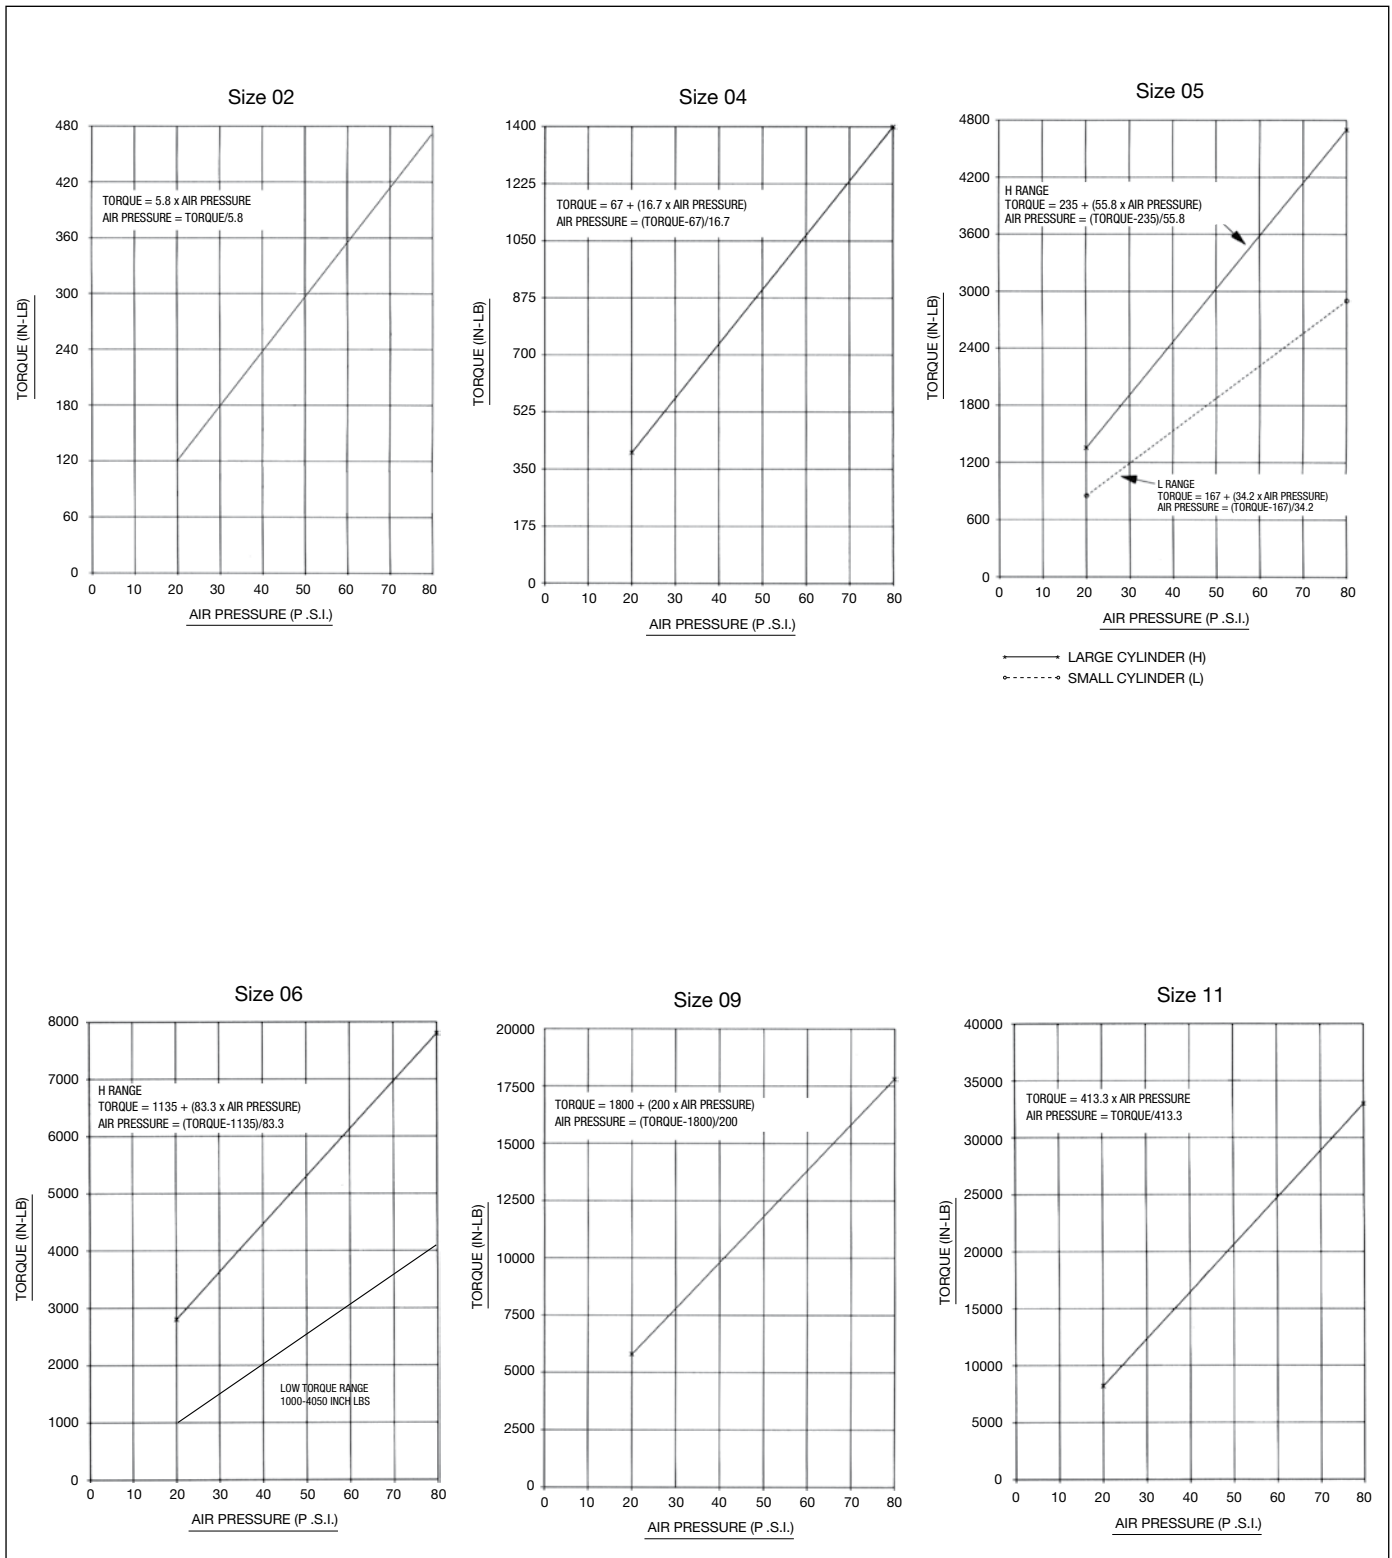 Size 02
480
420
360
300
240
180
120
60
0
TORQUE = 5.8 x AIR PRESSURE
AIR PRESSURE = TORQUE/5.8
TORQUE (IN-LB)
0 10 20 30 40 50 60 70 80
AIR PRESSURE (P .S.I.)
Size 04
1400
1225
1050
875
700
525
350
175
0
TORQUE = 67 + (16.7 x AIR PRESSURE)
AIR PRESSURE = (TORQUE-67)/16.7
TORQUE (IN-LB)
0 10 20 30 40 50 60 70 80
AIR PRESSURE (P .S.I.)
Size 05
4800
4200
3600
3000
2400
1800
1200
600
0
H RANGE
TORQUE = 235 + (55.8 x AIR PRESSURE)
AIR PRESSURE = (TORQUE-235)/55.8
L RANGE
TORQUE = 167 + (34.2 x AIR PRESSURE)
AIR PRESSURE = (TORQUE-167)/34.2
TORQUE (IN-LB)
0 10 20 30 40 50 60 70 80
AIR PRESSURE (P .S.I.)
LARGE CYLINDER (H)
SMALL CYLINDER (L)
Size 06
8000
7000
6000
5000
4000
3000
2000
1000
0
H RANGE
TORQUE = 1135 + (83.3 x AIR PRESSURE)
AIR PRESSURE = (TORQUE-1135)/83.3
LOW TORQUE RANGE
1000-4050 INCH LBS
TORQUE (IN-LB)
0 10 20 30 40 50 60 70 80
AIR PRESSURE (P .S.I.)
Size 09
20000
17500
15000
12500
10000
7500
5000
2500
0
TORQUE = 1800 + (200 x AIR PRESSURE)
AIR PRESSURE = (TORQUE-1800)/200
TORQUE (IN-LB)
0 10 20 30 40 50 60 70 80
AIR PRESSURE (P .S.I.)
Size 11
40000
35000
30000
25000
20000
15000
10000
5000
0
TORQUE = 413.3 x AIR PRESSURE
AIR PRESSURE = TORQUE/413.3
TORQUE (IN-LB)
0 10 20 30 40 50 60 70 80
AIR PRESSURE (P .S.I.)